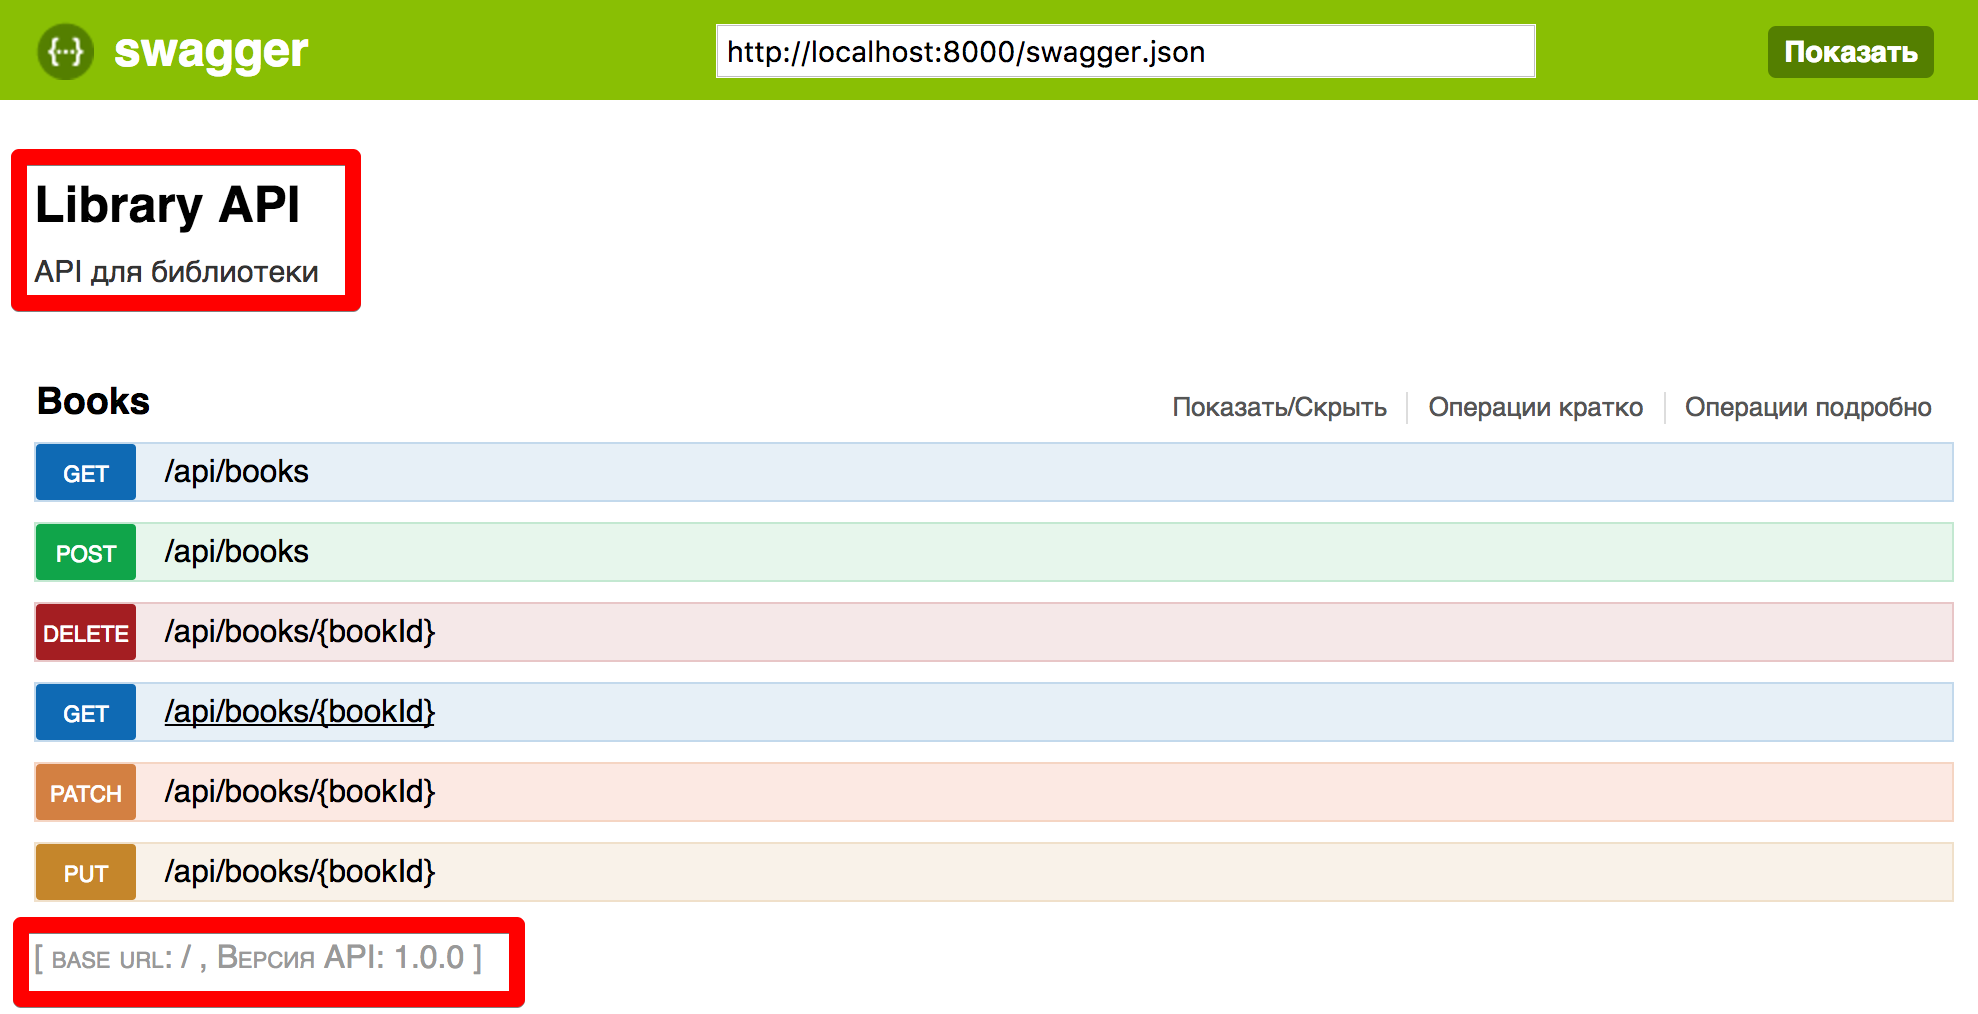 {...} swagger http://localhost:8000/swagger.json Показать
Library API
API для библиотеки
Books Показать/Скрыть Операции кратко Операции подробно
GET /api/books
POST /api/books
DELETE /api/books/{bookId}
GET /api/books/{bookId}
PATCH /api/books/{bookId}
PUT /api/books/{bookId}
[ BASE URL: / , ВЕРСИЯ API: 1.0.0 ]